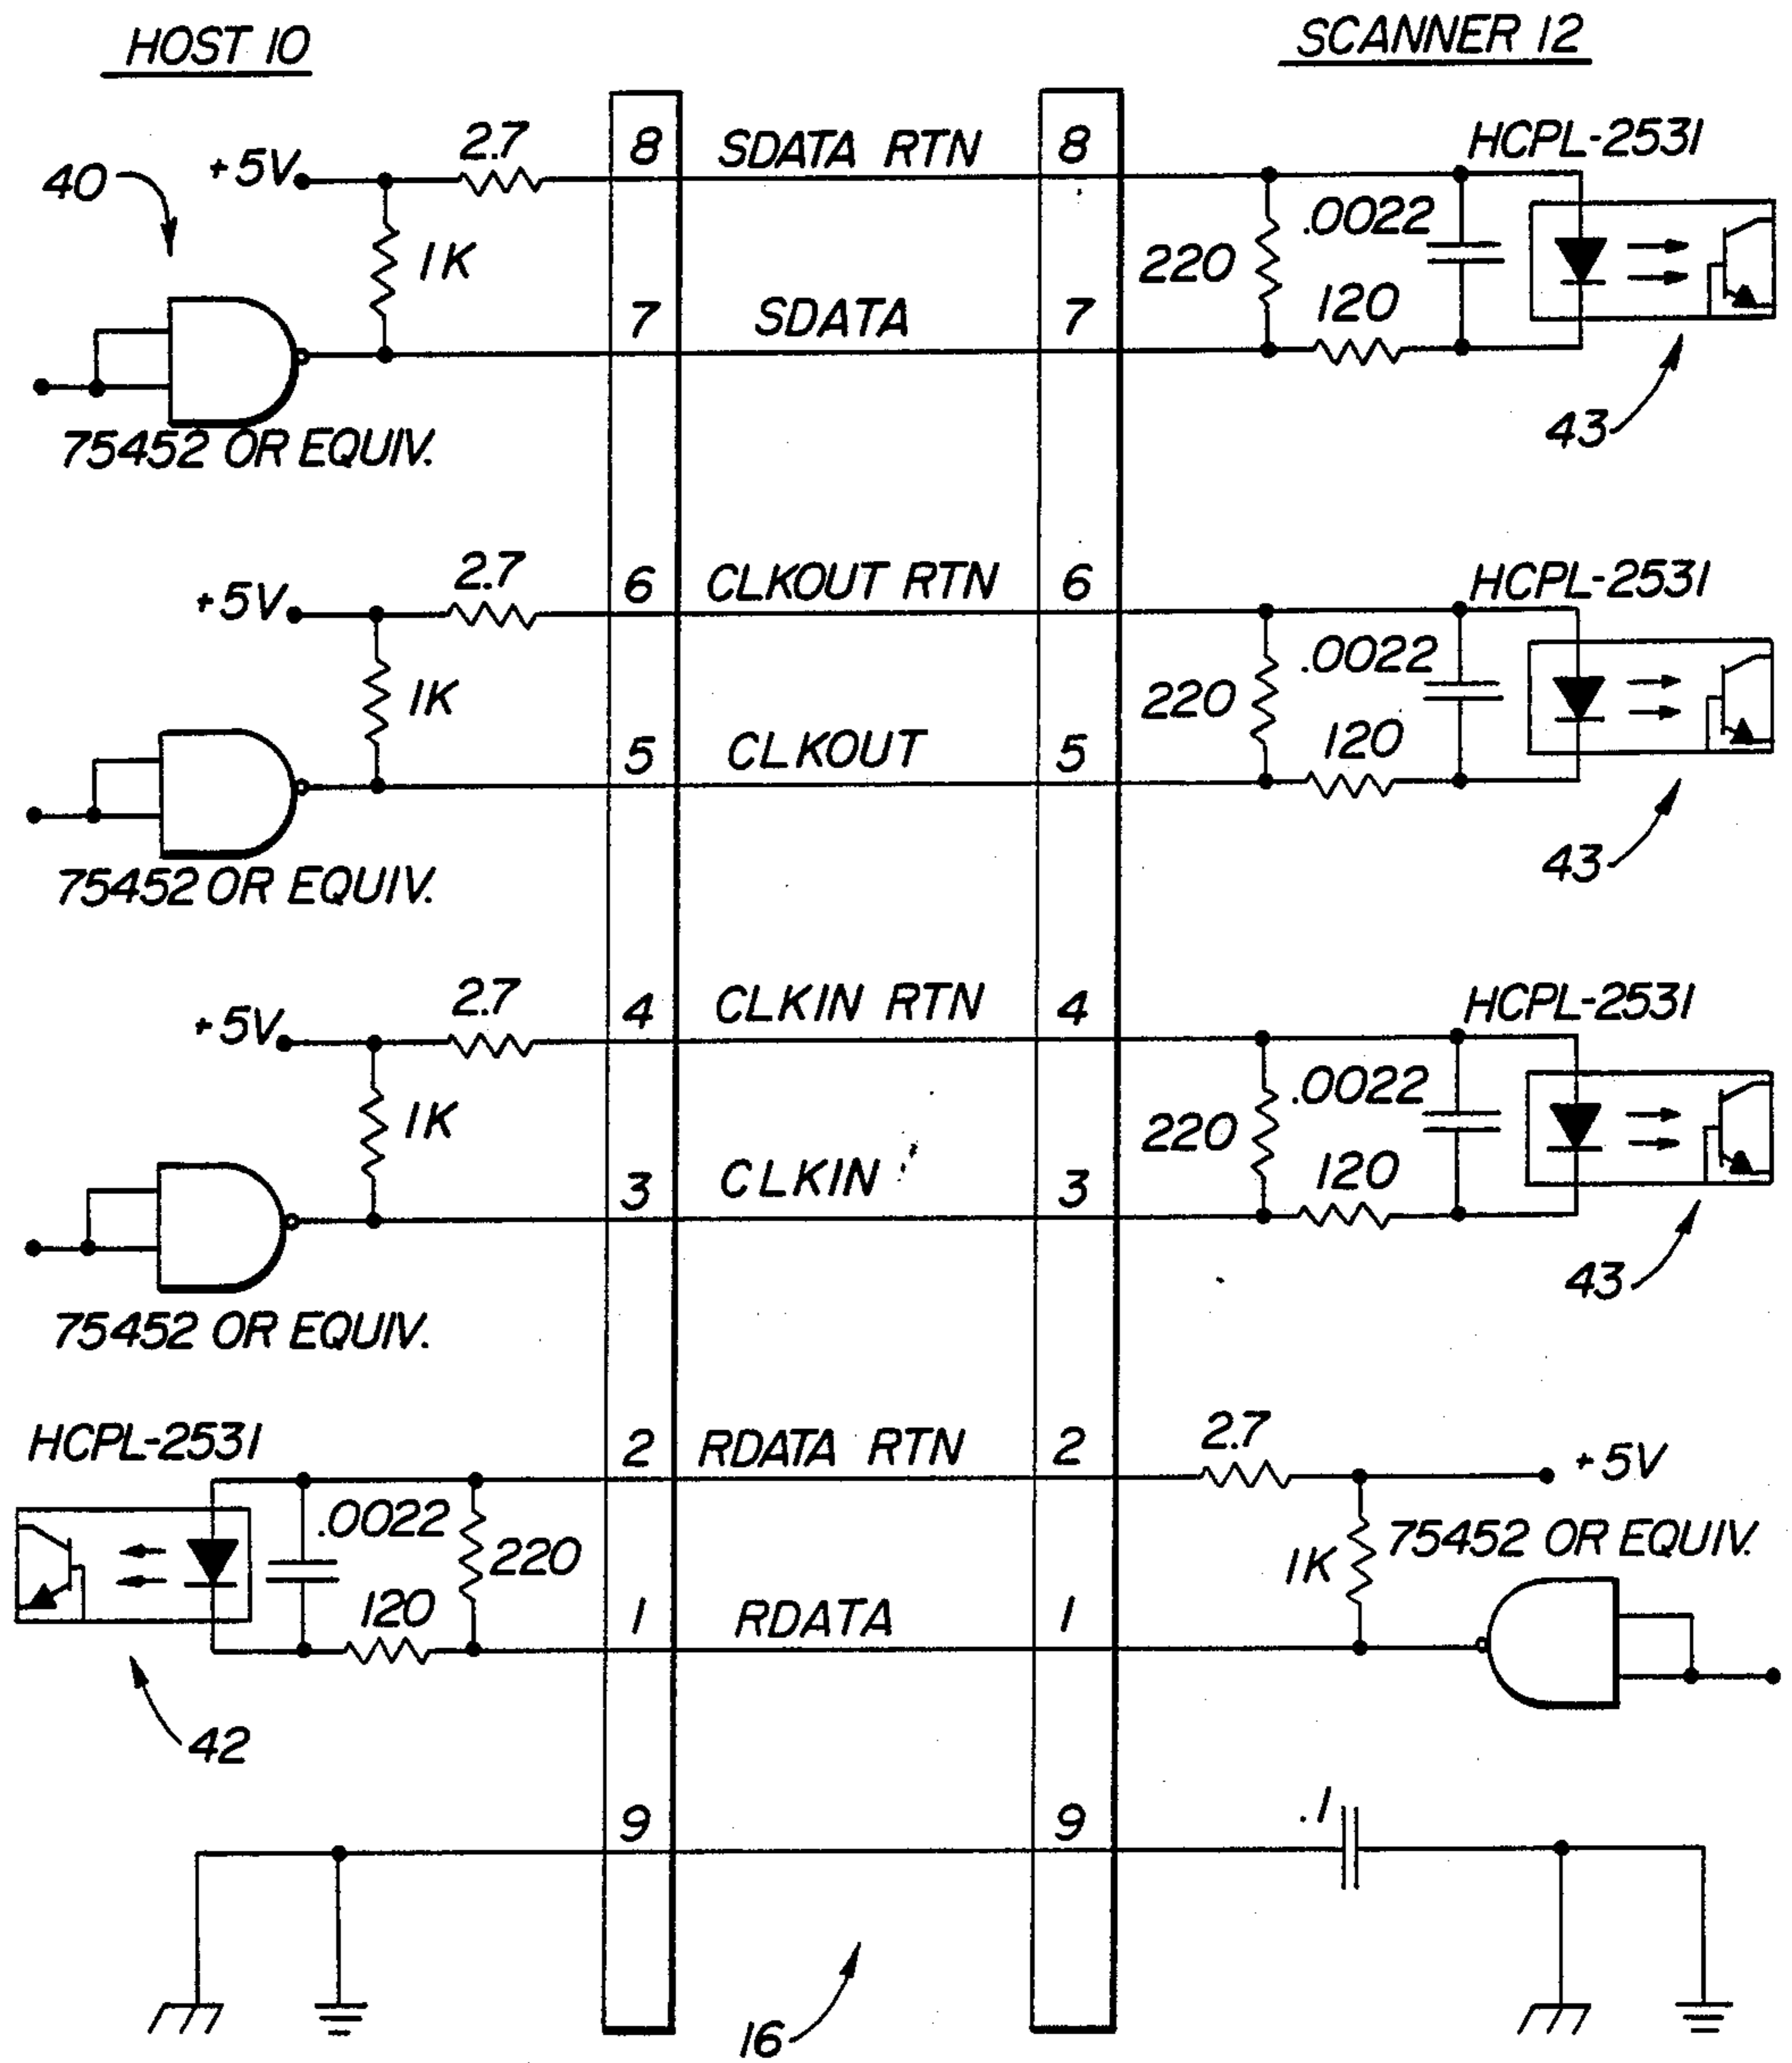 HOST 10
SCANNER 12
40
+5V
2.7
8
SDATA RTN
8
HCPL-2531
1K
220
.0022
7
SDATA
7
120
75452 OR EQUIV.
43
+5V
2.7
6
CLKOUT RTN
6
HCPL-2531
1K
220
.0022
5
CLKOUT
5
120
75452 OR EQUIV.
43
+5V
2.7
4
CLKIN RTN
4
HCPL-2531
1K
220
.0022
3
CLKIN
3
120
75452 OR EQUIV.
43
HCPL-2531
2
RDATA RTN
2
2.7
+5V
.0022
220
1K
75452 OR EQUIV.
120
1
RDATA
1
42
9
9
.1
16